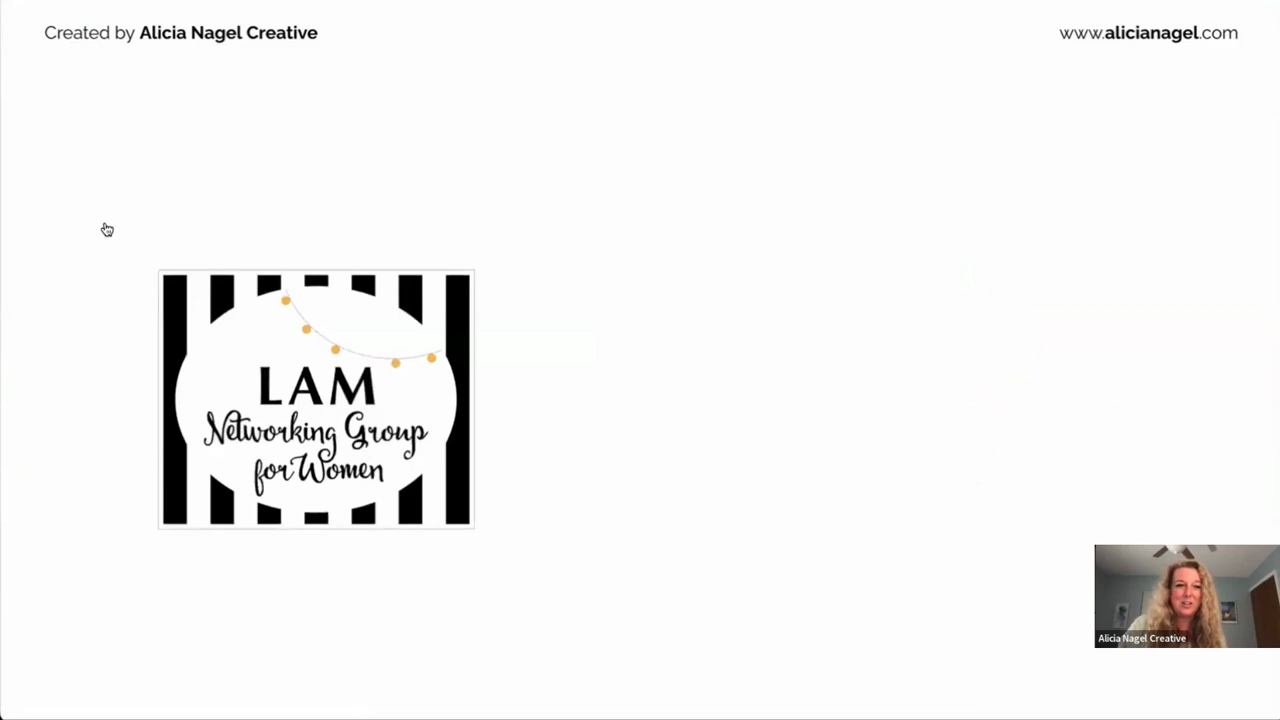 Created by Alicia Nagel Creative
www.alicianagel.com
LAM
Networking Group
for Women
Alicia Nagel Creative